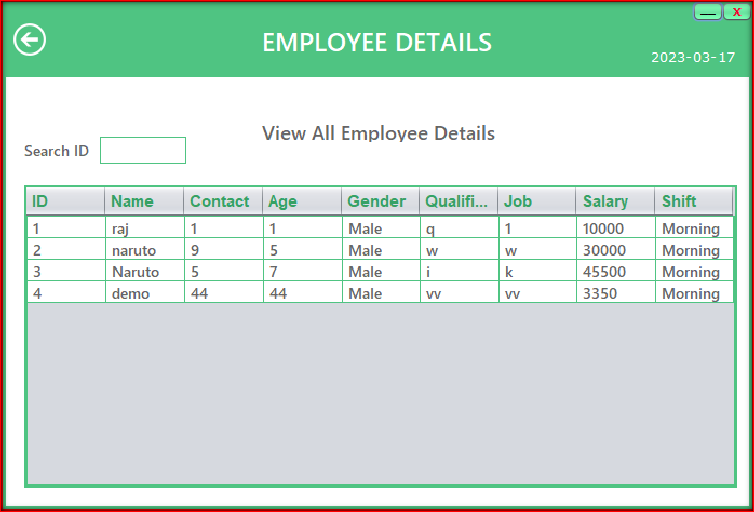 X
EMPLOYEE DETAILS
2023-03-17
View All Employee Details
Search ID
ID Name Contact Age Gender Qualifi... Job Salary Shift
1 raj 1 1 Male q 1 10000 Morning
2 naruto 9 5 Male w w 30000 Morning
3 Naruto 5 7 Male i k 45500 Morning
4 demo 44 44 Male vv vv 3350 Morning